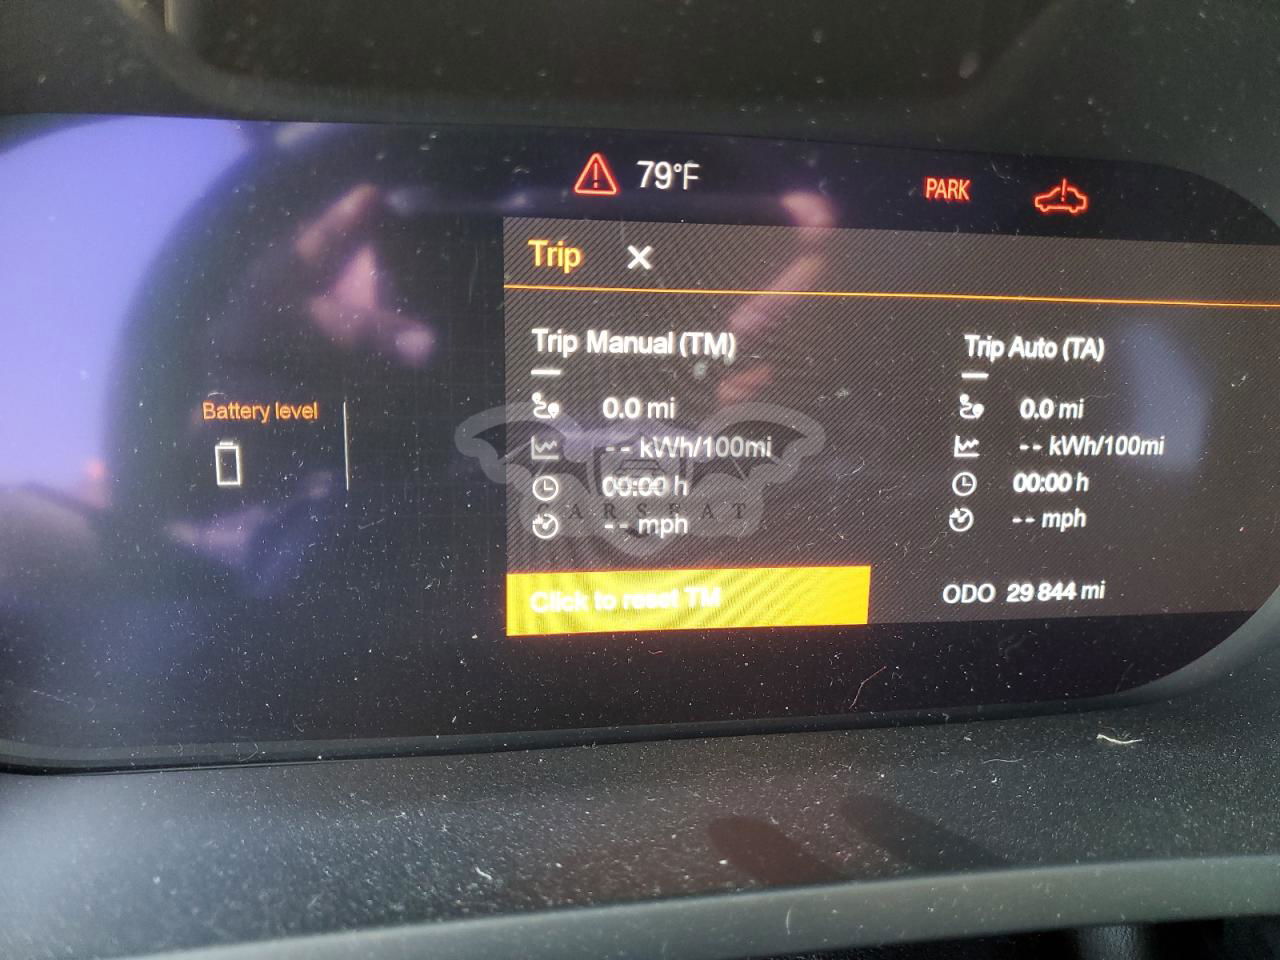 79°F
PARK
Trip
Trip Manual (TM)
0.0 mi
-- kWh/100mi
00:00 h
-- mph
Click to reset TM
Trip Auto (TA)
0.0 mi
-- kWh/100mi
00:00 h
-- mph
ODO 29 844 mi
Battery level
CARSEAT